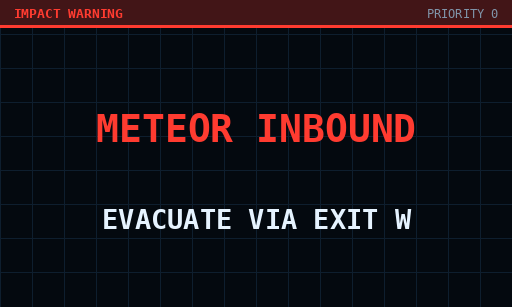 IMPACT WARNING
PRIORITY 0
METEOR INBOUND
EVACUATE VIA EXIT W